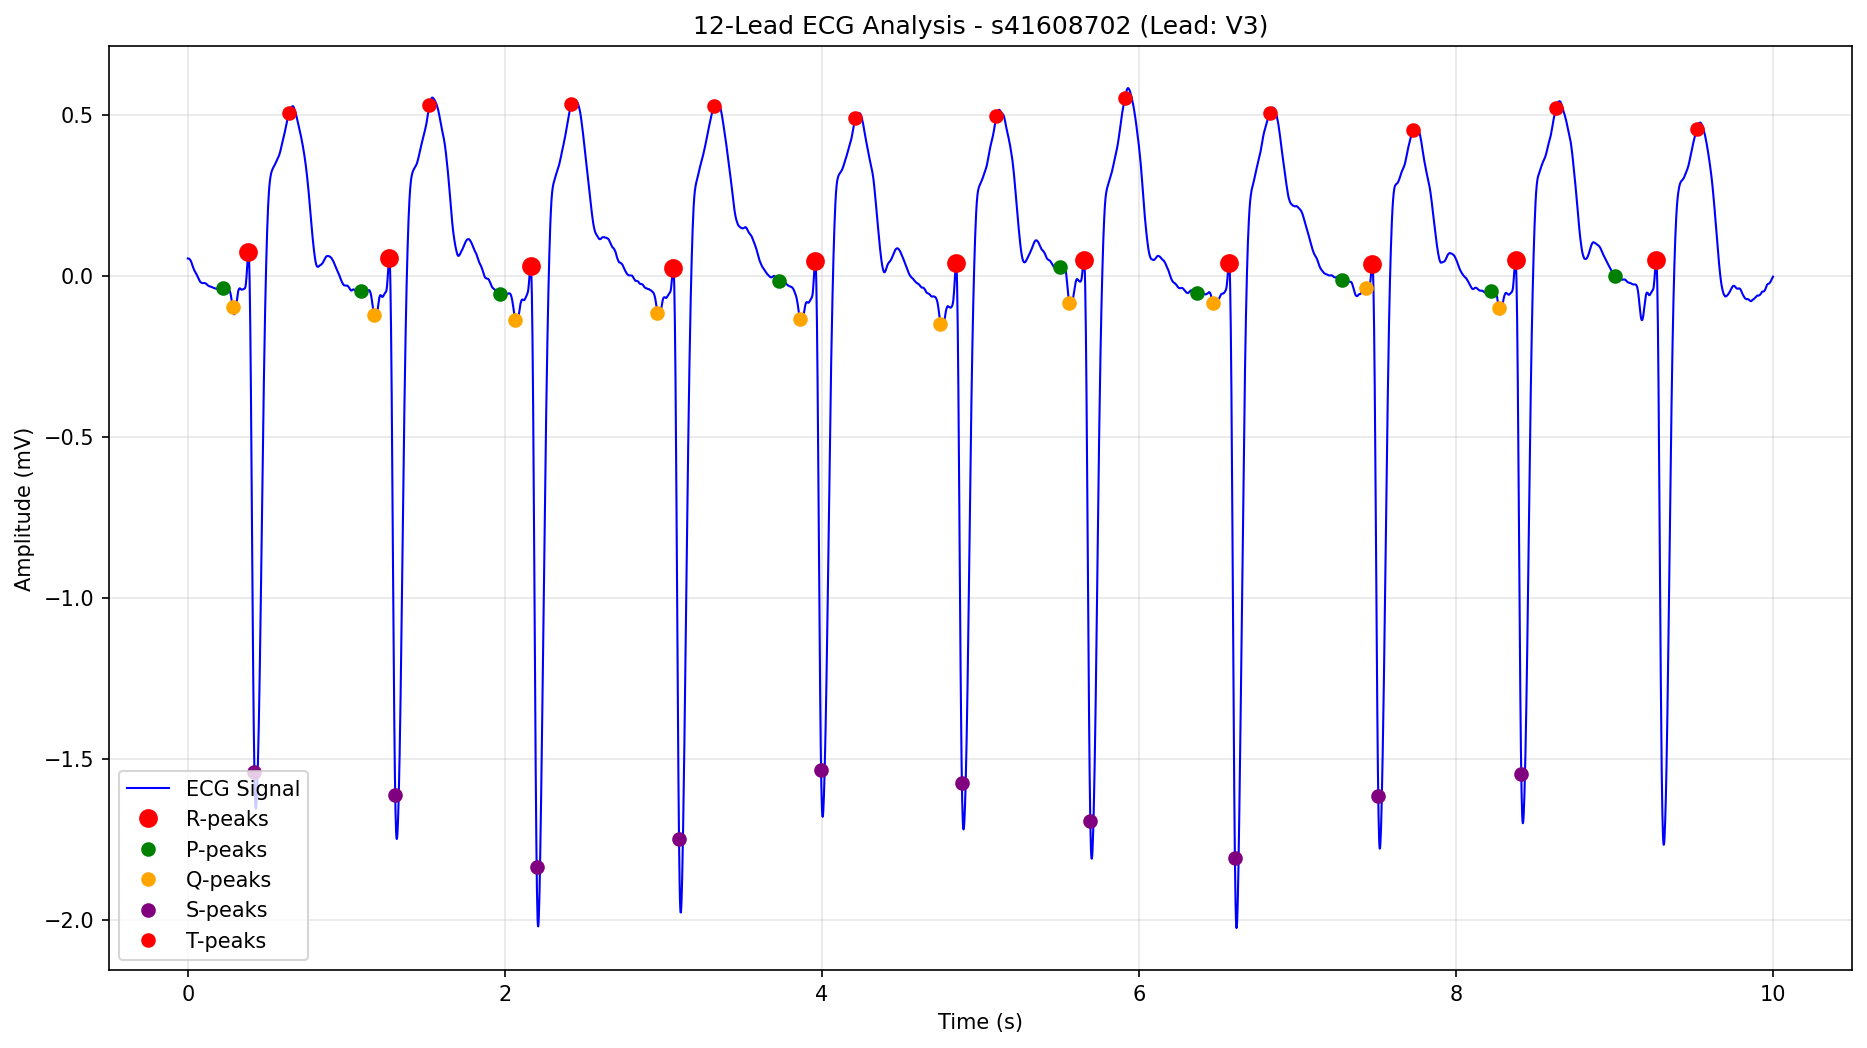 12-Lead ECG Analysis - s41608702 (Lead: V3)
Amplitude (mV)
0.5
0.0
−0.5
−1.0
−1.5
−2.0
ECG Signal
R-peaks
P-peaks
Q-peaks
S-peaks
T-peaks
0 2 4 6 8 10
Time (s)